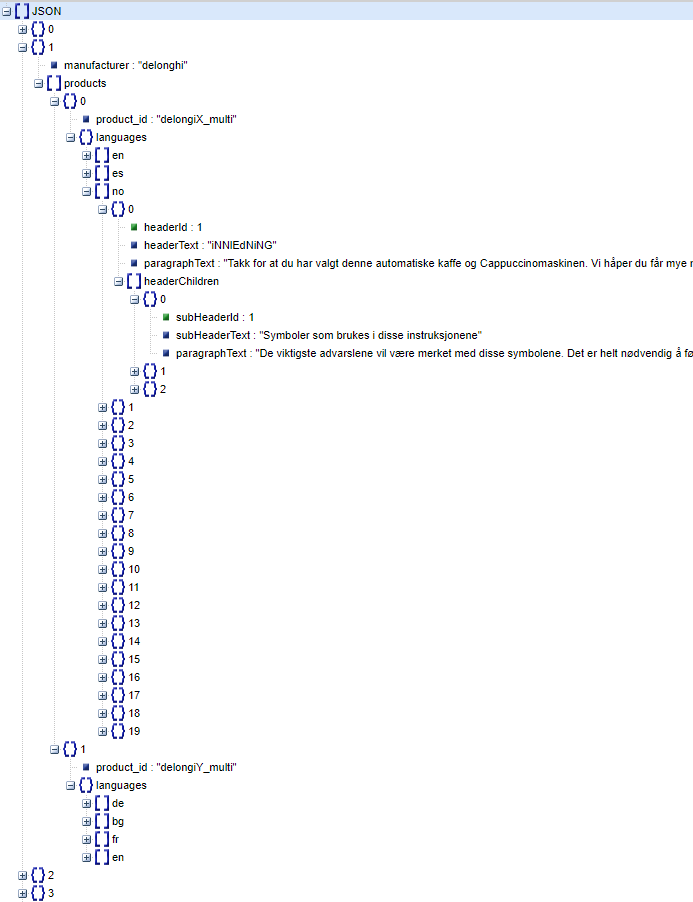 JSON
0
1
manufacturer : "delonghi"
products
0
product_id : "delongiX_multi"
languages
en
es
no
0
headerId : 1
headerText : "iNNlEdNiNG"
paragraphText : "Takk for at du har valgt denne automatiske kaffe og Cappuccinomaskinen. Vi håper du får mye
headerChildren
0
subHeaderId : 1
subHeaderText : "Symboler som brukes i disse instruksjonene"
paragraphText : "De viktigste advarslene vil være merket med disse symbolene. Det er helt nødvendig å
1
2
1
2
3
4
5
6
7
8
9
10
11
12
13
14
15
16
17
18
19
1
product_id : "delongiY_multi"
languages
de
bg
fr
en
2
3